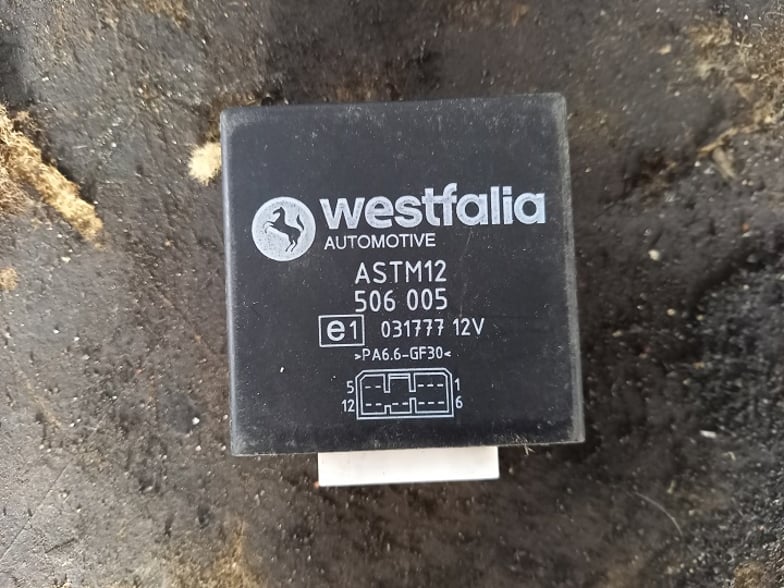 westfalia
AUTOMOTIVE
ASTM12
506 005
e1 031777 12V
>PA6.6-GF30<
5 1
12 6